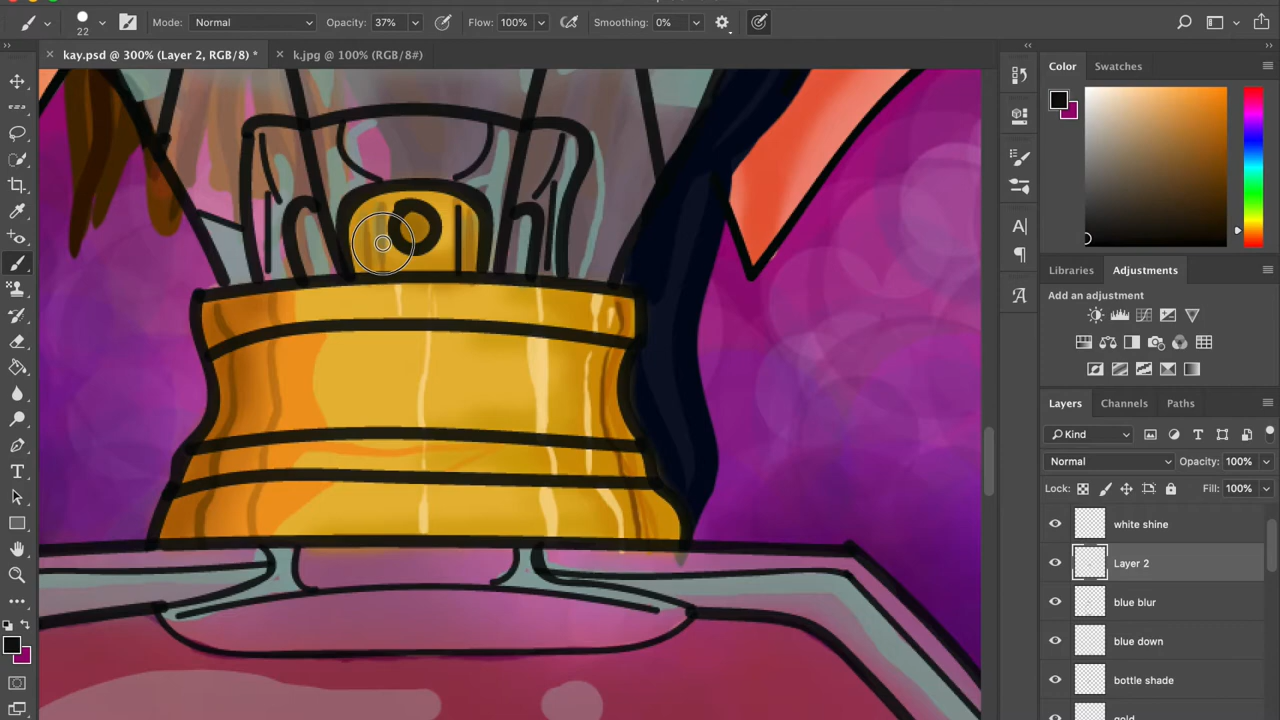 22 Mode: Normal Opacity: 37% Flow: 100% Smoothing: 0%
kay.psd @ 300% (Layer 2, RGB/8) * k.jpg @ 100% (RGB/8#)
Color Swatches
Libraries Adjustments
Add an adjustment
Layers Channels Paths
Kind
Normal Opacity: 100%
Lock: Fill: 100%
white shine
Layer 2
blue blur
blue down
bottle shade
gold